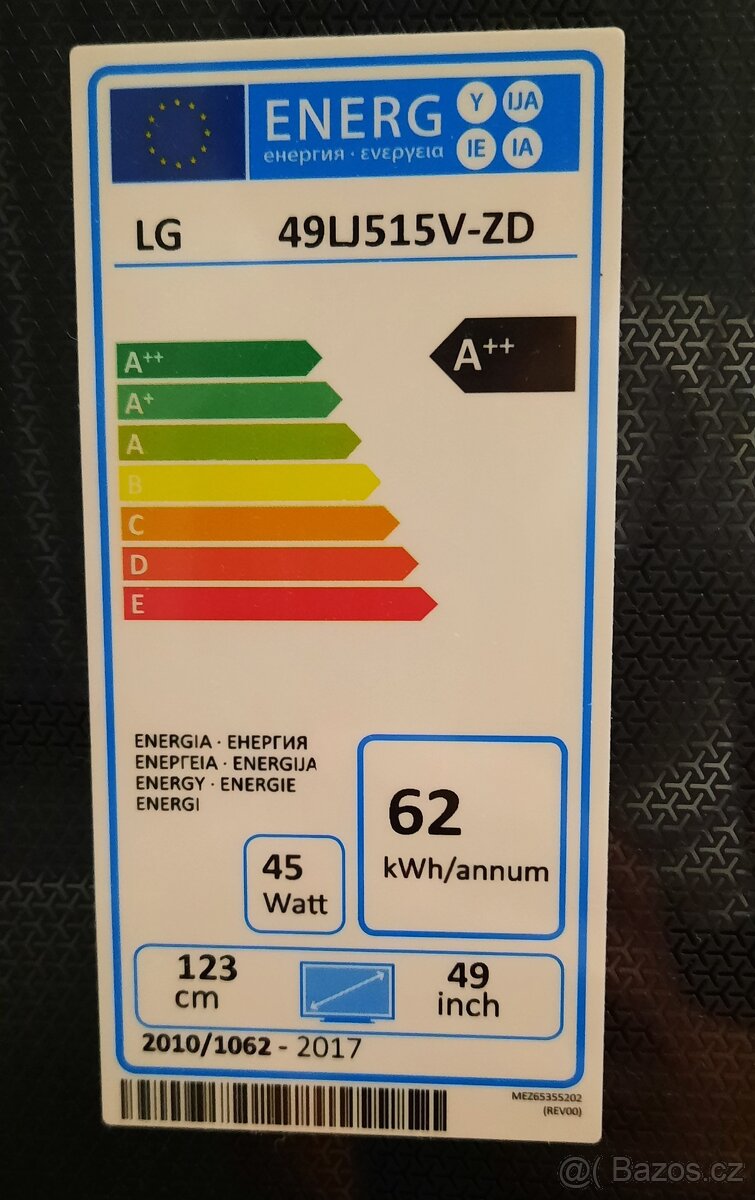 ENERG Y IJA
енергия · ενεργεια IE IA
LG 49LJ515V-ZD
A++ A++
A+
A
B
C
D
E
ENERGIA · ЕНЕРГИЯ
ΕΝΕΡΓΕΙΑ · ENERGIJA
ENERGY · ENERGIE
ENERGI
62
kWh/annum
45
Watt
123
cm
49
inch
2010/1062 - 2017
MEZ65355202
(REV00)
@( Bazos.cz